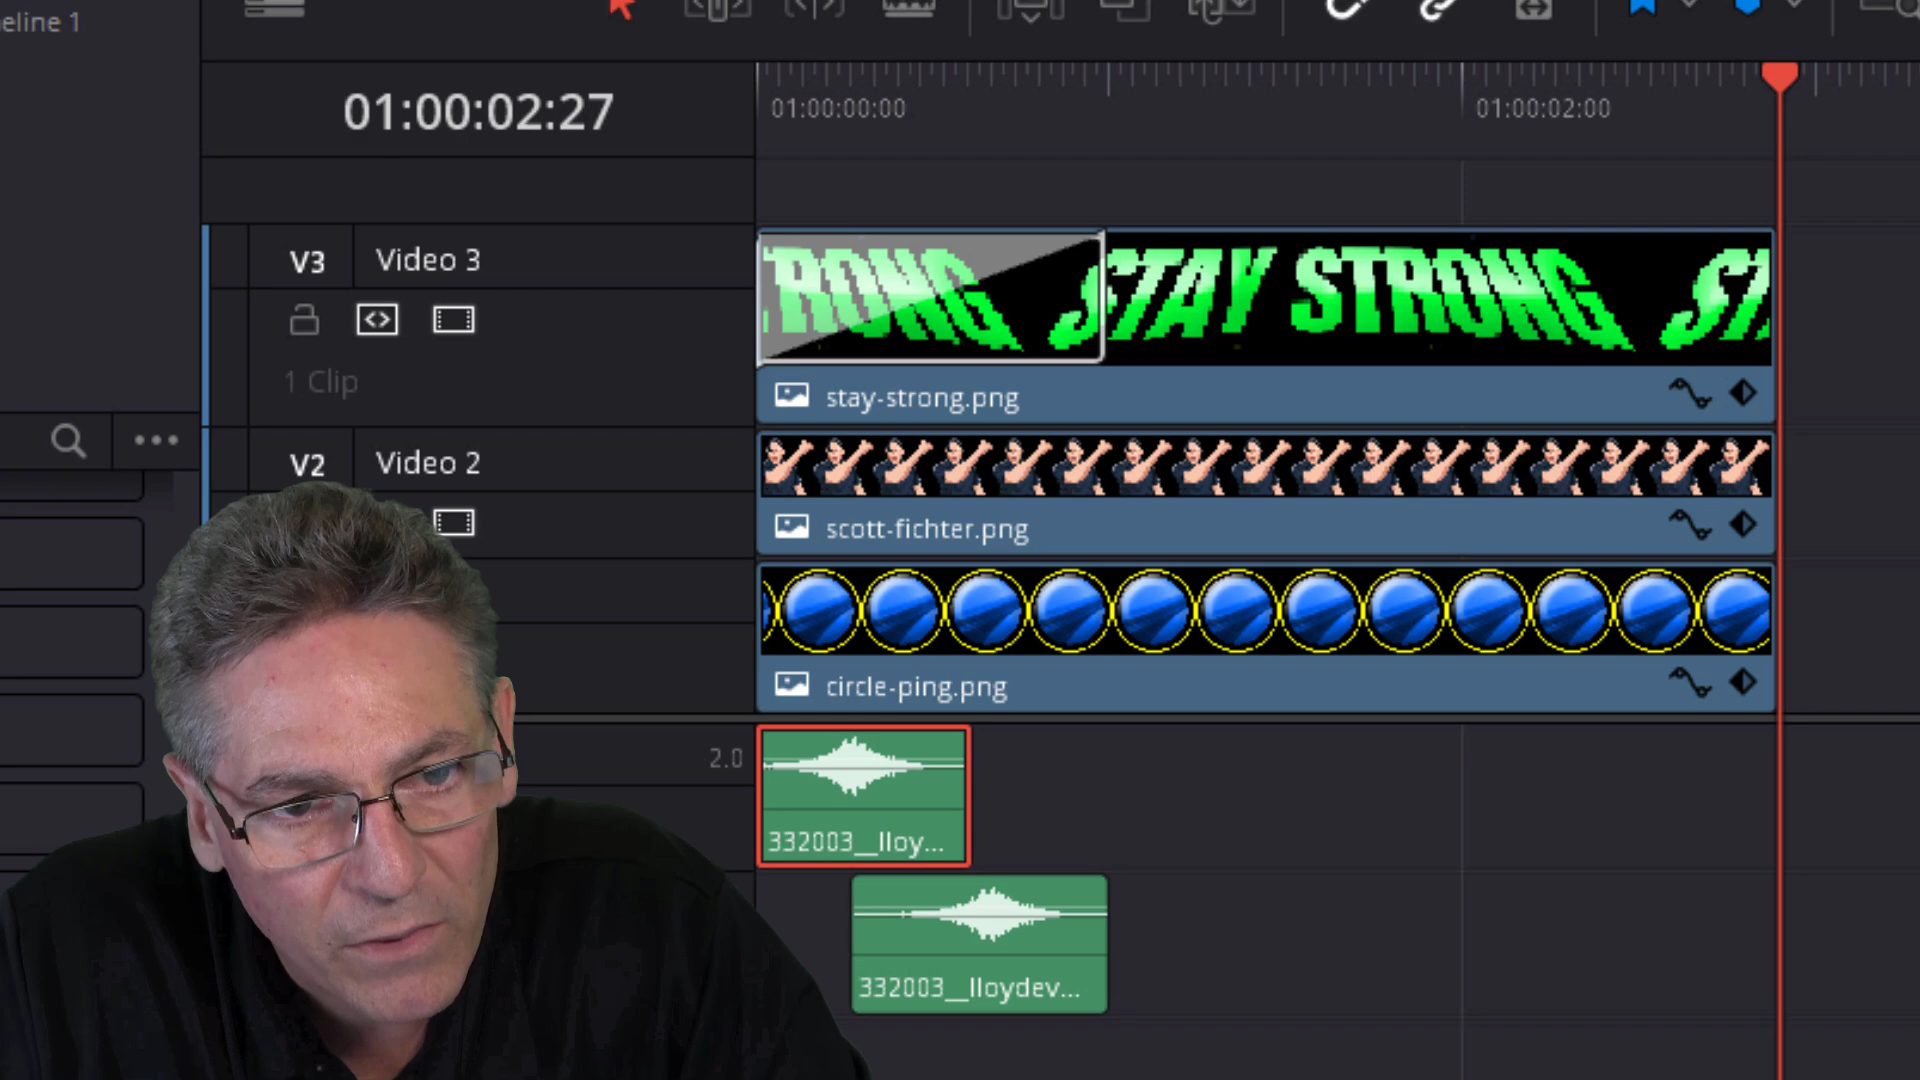 eline 1
01:00:02:27
01:00:00:00
01:00:02:00
V3
Video 3
1 Clip
RONG STAY STRONG ST
stay-strong.png
V2
Video 2
scott-fichter.png
circle-ping.png
2.0
332003__lloy...
332003__lloydev...